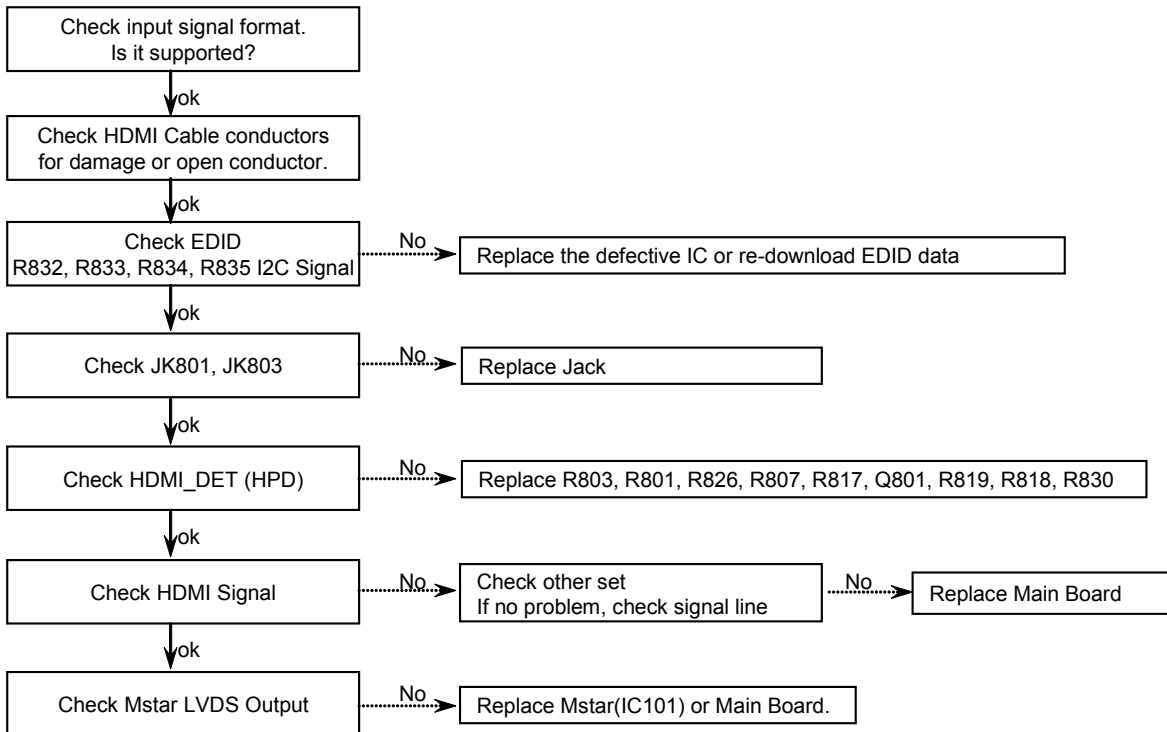 Check input signal format.
Is it supported?
ok
Check HDMI Cable conductors
for damage or open conductor.
ok
Check EDID
R832, R833, R834, R835 I2C Signal
No
Replace the defective IC or re-download EDID data
ok
Check JK801, JK803
No
Replace Jack
ok
Check HDMI_DET (HPD)
No
Replace R803, R801, R826, R807, R817, Q801, R819, R818, R830
ok
Check HDMI Signal
No
Check other set
If no problem, check signal line
No
Replace Main Board
ok
Check Mstar LVDS Output
No
Replace Mstar(IC101) or Main Board.